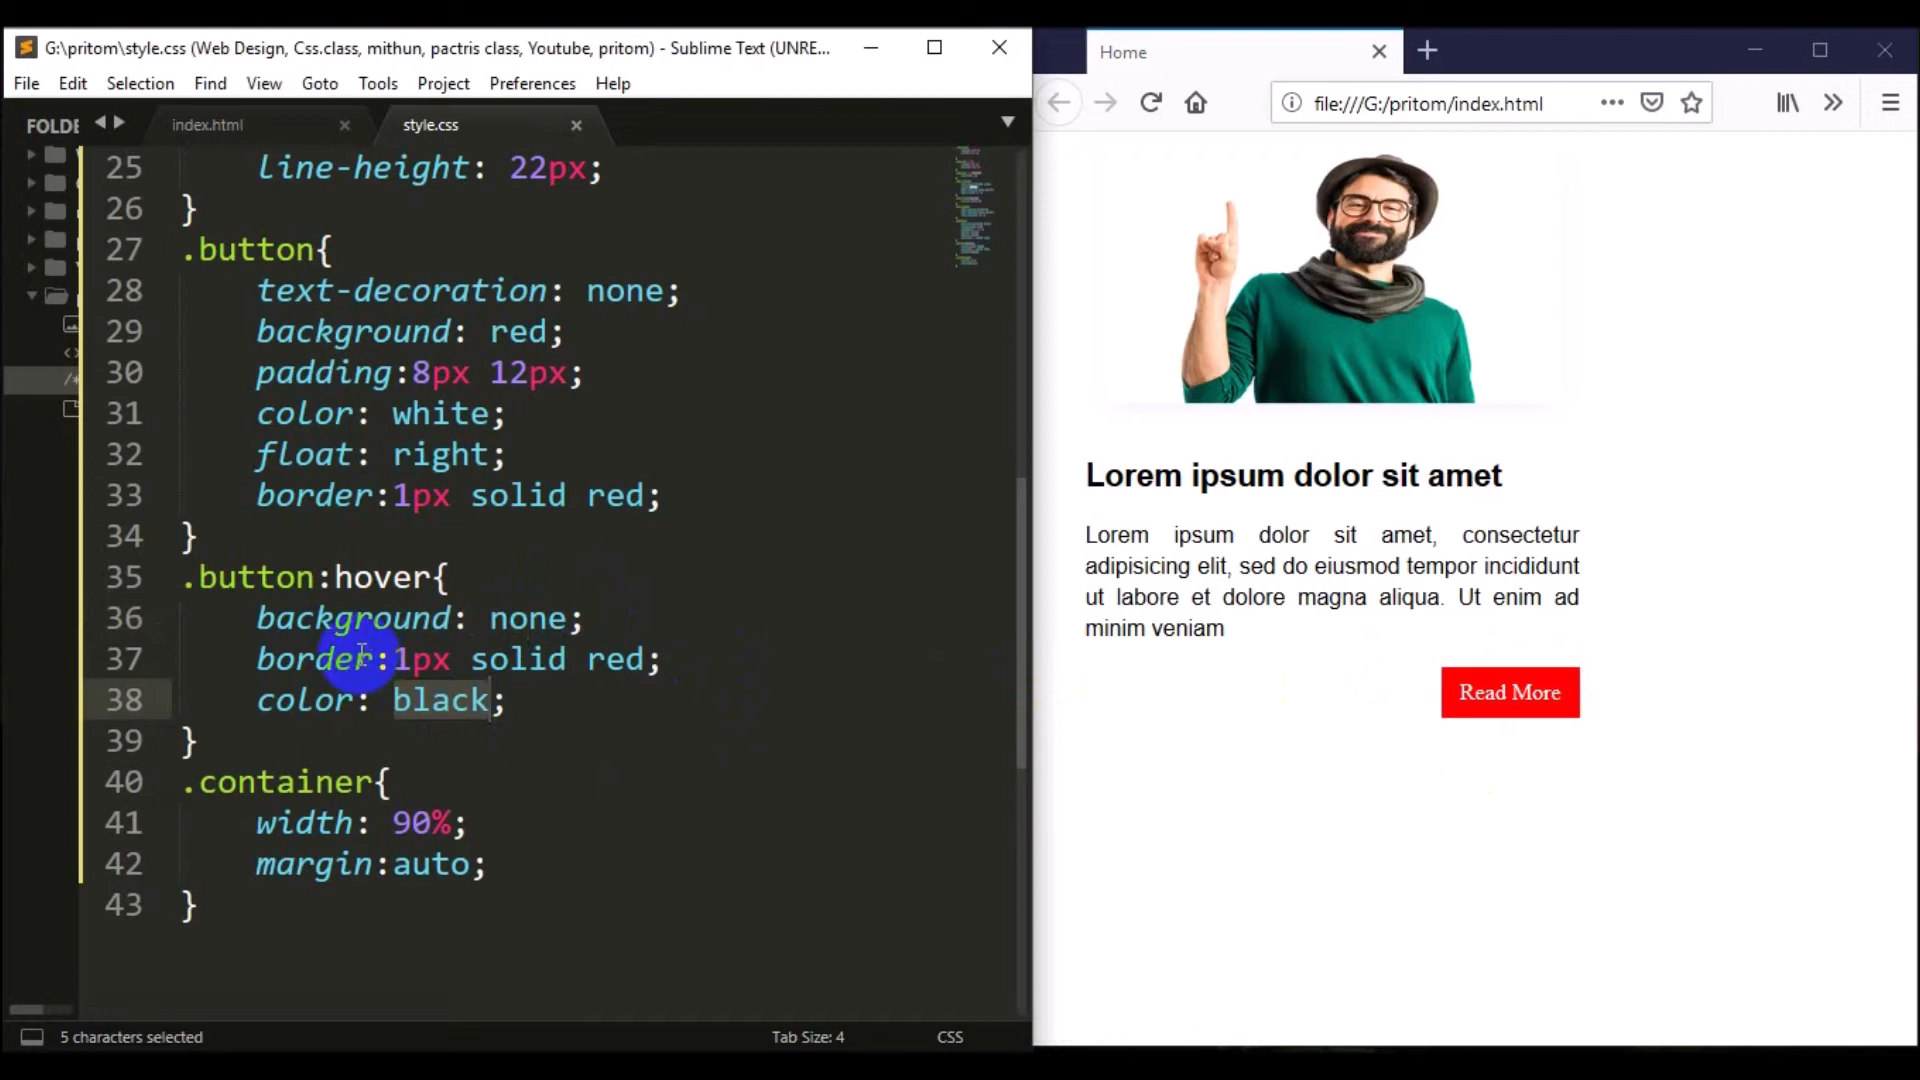 G:\pritom\style.css (Web Design, Css.class, mithun, pactris class, Youtube, pritom) - Sublime Text (UNRE...
File Edit Selection Find View Goto Tools Project Preferences Help
FOLDE
index.html
style.css
25 line-height: 22px;
26 }
27 .button{
28 text-decoration: none;
29 background: red;
30 padding:8px 12px;
31 color: white;
32 float: right;
33 border:1px solid red;
34 }
35 .button:hover{
36 background: none;
37 border:1px solid red;
38 color: black;
39 }
40 .container{
41 width: 90%;
42 margin:auto;
43 }
5 characters selected
Tab Size: 4
CSS
Home
file:///G:/pritom/index.html
Lorem ipsum dolor sit amet
Lorem ipsum dolor sit amet, consectetur
adipisicing elit, sed do eiusmod tempor incididunt
ut labore et dolore magna aliqua. Ut enim ad
minim veniam
Read More